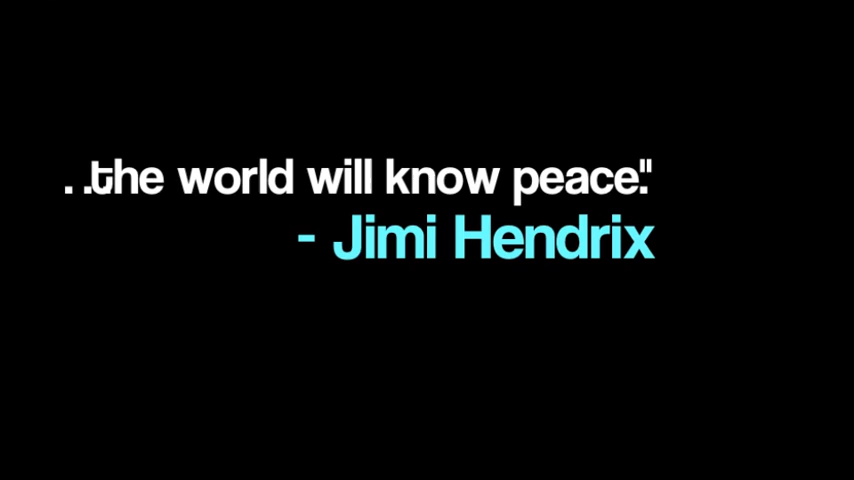 . .the world will know peace."
- Jimi Hendrix